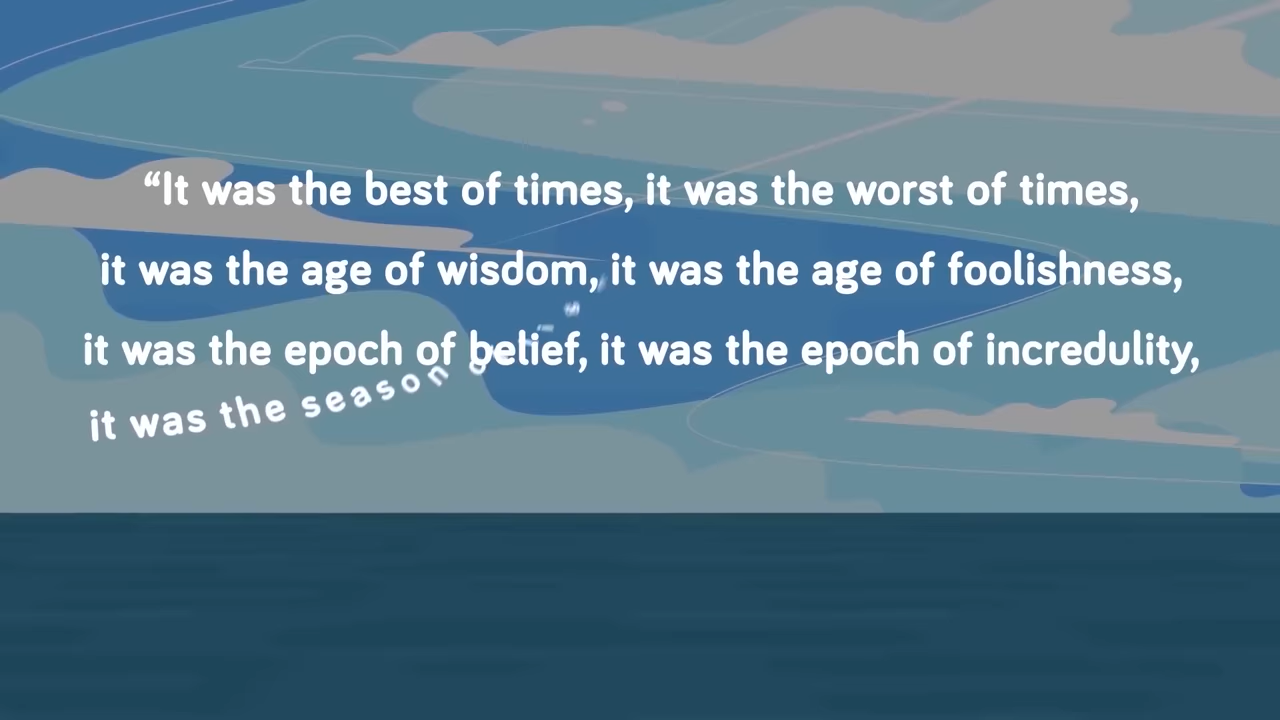 “It was the best of times, it was the worst of times,
it was the age of wisdom, it was the age of foolishness,
it was the epoch of belief, it was the epoch of incredulity,
it was the season